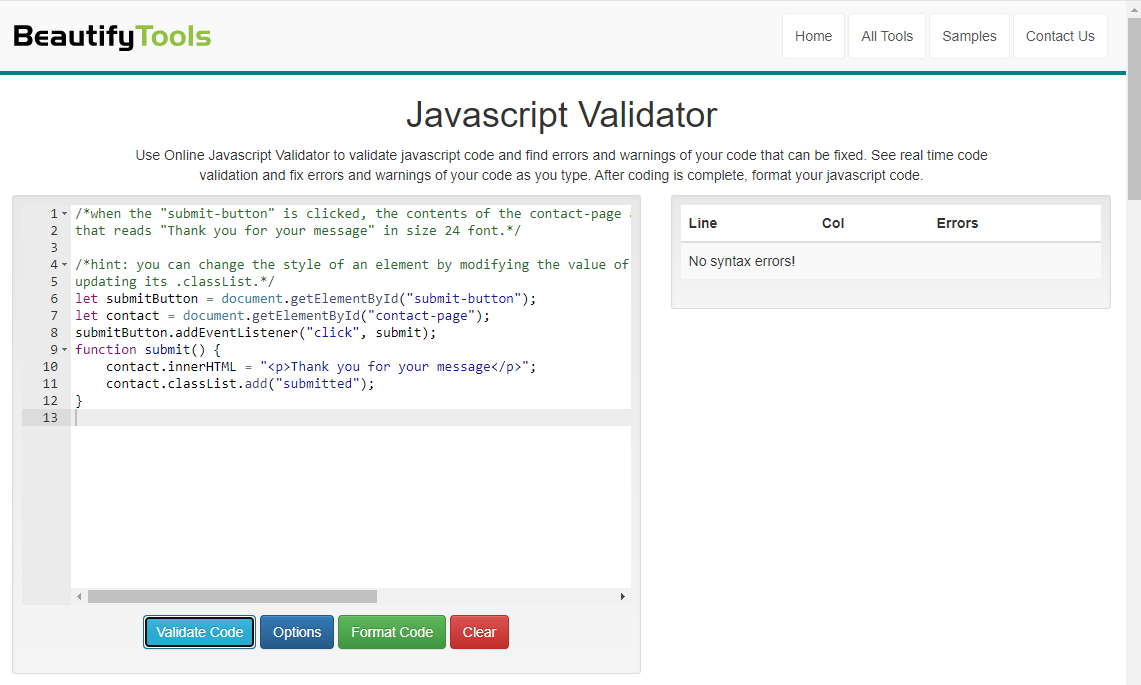 BeautifyTools
Home All Tools Samples Contact Us
Javascript Validator
Use Online Javascript Validator to validate javascript code and find errors and warnings of your code that can be fixed. See real time code
validation and fix errors and warnings of your code as you type. After coding is complete, format your javascript code.
1 /*when the "submit-button" is clicked, the contents of the contact-page
2 that reads "Thank you for your message" in size 24 font.*/
3
4 /*hint: you can change the style of an element by modifying the value of
5 updating its .classList.*/
6 let submitButton = document.getElementById("submit-button");
7 let contact = document.getElementById("contact-page");
8 submitButton.addEventListener("click", submit);
9 function submit() {
10     contact.innerHTML = "<p>Thank you for your message</p>";
11     contact.classList.add("submitted");
12 }
13
Validate Code Options Format Code Clear
Line Col Errors
No syntax errors!